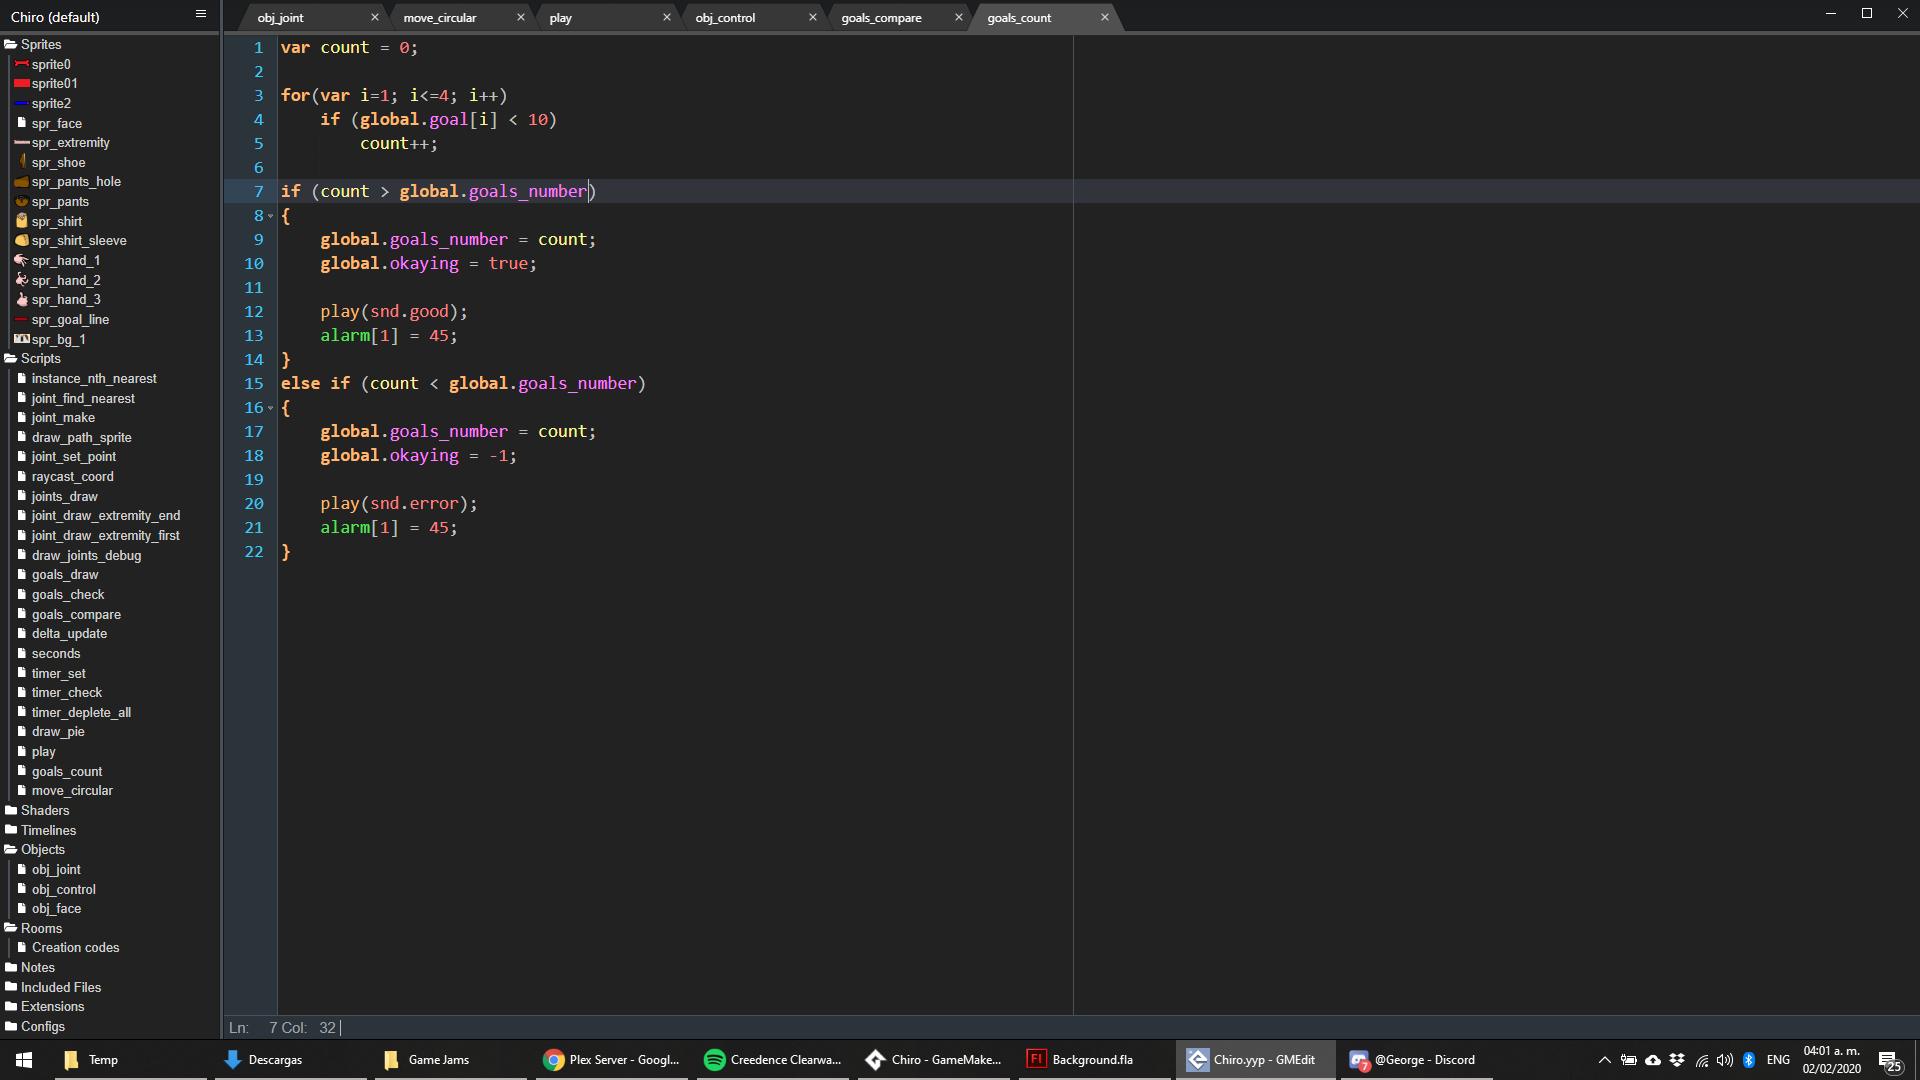 Chiro (default)
obj_joint
move_circular
play
obj_control
goals_compare
goals_count
Sprites
sprite0
sprite01
sprite2
spr_face
spr_extremity
spr_shoe
spr_pants_hole
spr_pants
spr_shirt
spr_shirt_sleeve
spr_hand_1
spr_hand_2
spr_hand_3
spr_goal_line
spr_bg_1
Scripts
instance_nth_nearest
joint_find_nearest
joint_make
draw_path_sprite
joint_set_point
raycast_coord
joints_draw
joint_draw_extremity_end
joint_draw_extremity_first
draw_joints_debug
goals_draw
goals_check
goals_compare
delta_update
seconds
timer_set
timer_check
timer_deplete_all
draw_pie
play
goals_count
move_circular
Shaders
Timelines
Objects
obj_joint
obj_control
obj_face
Rooms
Creation codes
Notes
Included Files
Extensions
Configs
1 var count = 0;
2
3 for(var i=1; i<=4; i++)
4 if (global.goal[i] < 10)
5 count++;
6
7 if (count > global.goals_number)
8 {
9 global.goals_number = count;
10 global.okaying = true;
11
12 play(snd.good);
13 alarm[1] = 45;
14 }
15 else if (count < global.goals_number)
16 {
17 global.goals_number = count;
18 global.okaying = -1;
19
20 play(snd.error);
21 alarm[1] = 45;
22 }
Ln: 7 Col: 32
Temp
Descargas
Game Jams
Plex Server - Googl...
Creedence Clearwa...
Chiro - GameMake...
Fl
Background.fla
Chiro.yyp - GMEdit
7
@George - Discord
ENG
04:01 a. m.
02/02/2020
25